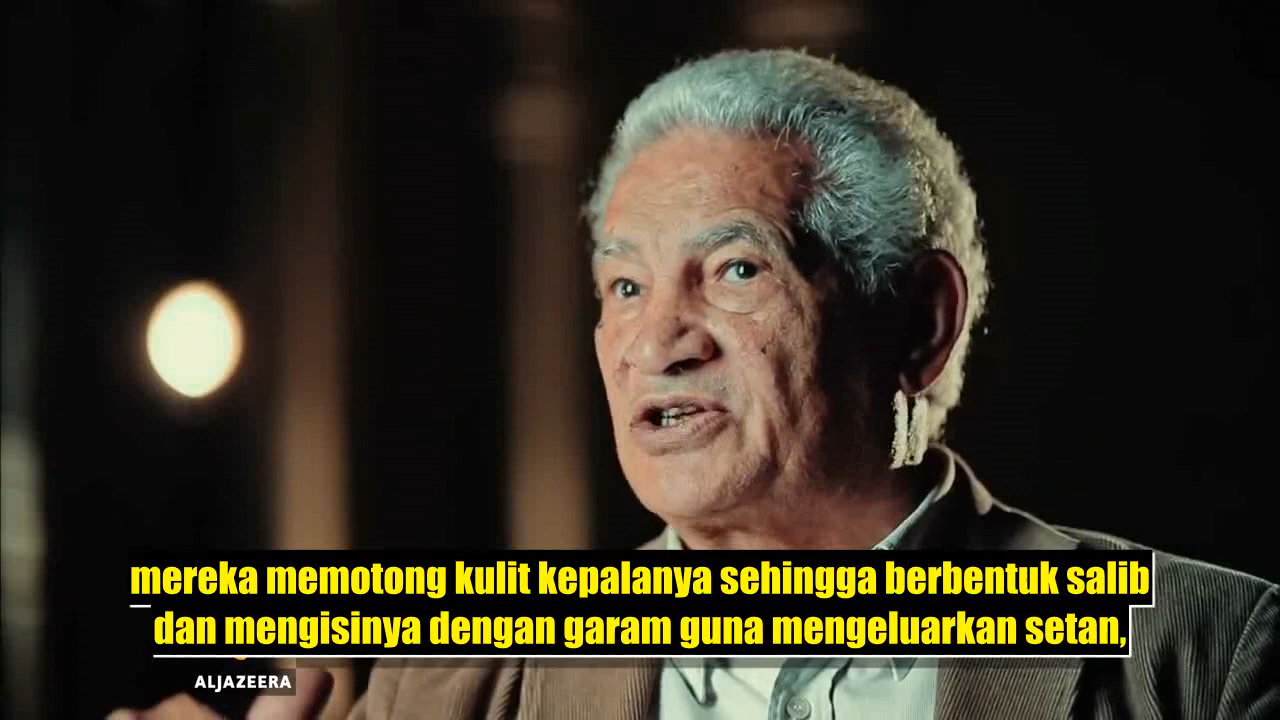 mereka memotong kulit kepalanya sehingga berbentuk salib
dan mengisinya dengan garam guna mengeluarkan setan,
ALJAZEERA